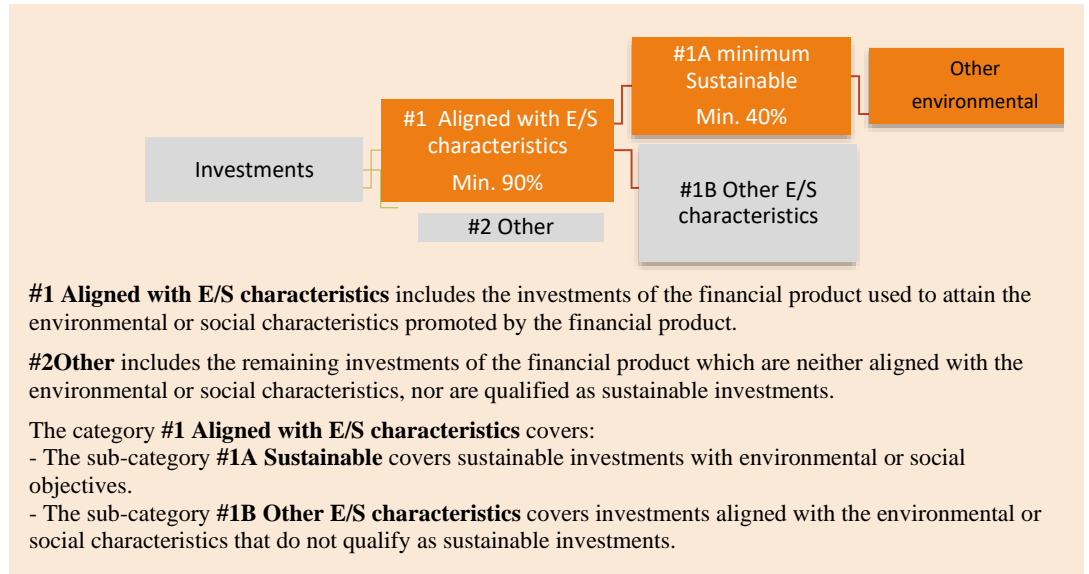 #1A minimum
Sustainable
Min. 40%
Other
environmental
#1 Aligned with E/S
characteristics
Min. 90%
Investments
#1B Other E/S
characteristics
#2 Other
#1 Aligned with E/S characteristics includes the investments of the financial product used to attain the
environmental or social characteristics promoted by the financial product.
#2Other includes the remaining investments of the financial product which are neither aligned with the
environmental or social characteristics, nor are qualified as sustainable investments.
The category #1 Aligned with E/S characteristics covers:
- The sub-category #1A Sustainable covers sustainable investments with environmental or social
objectives.
- The sub-category #1B Other E/S characteristics covers investments aligned with the environmental or
social characteristics that do not qualify as sustainable investments.